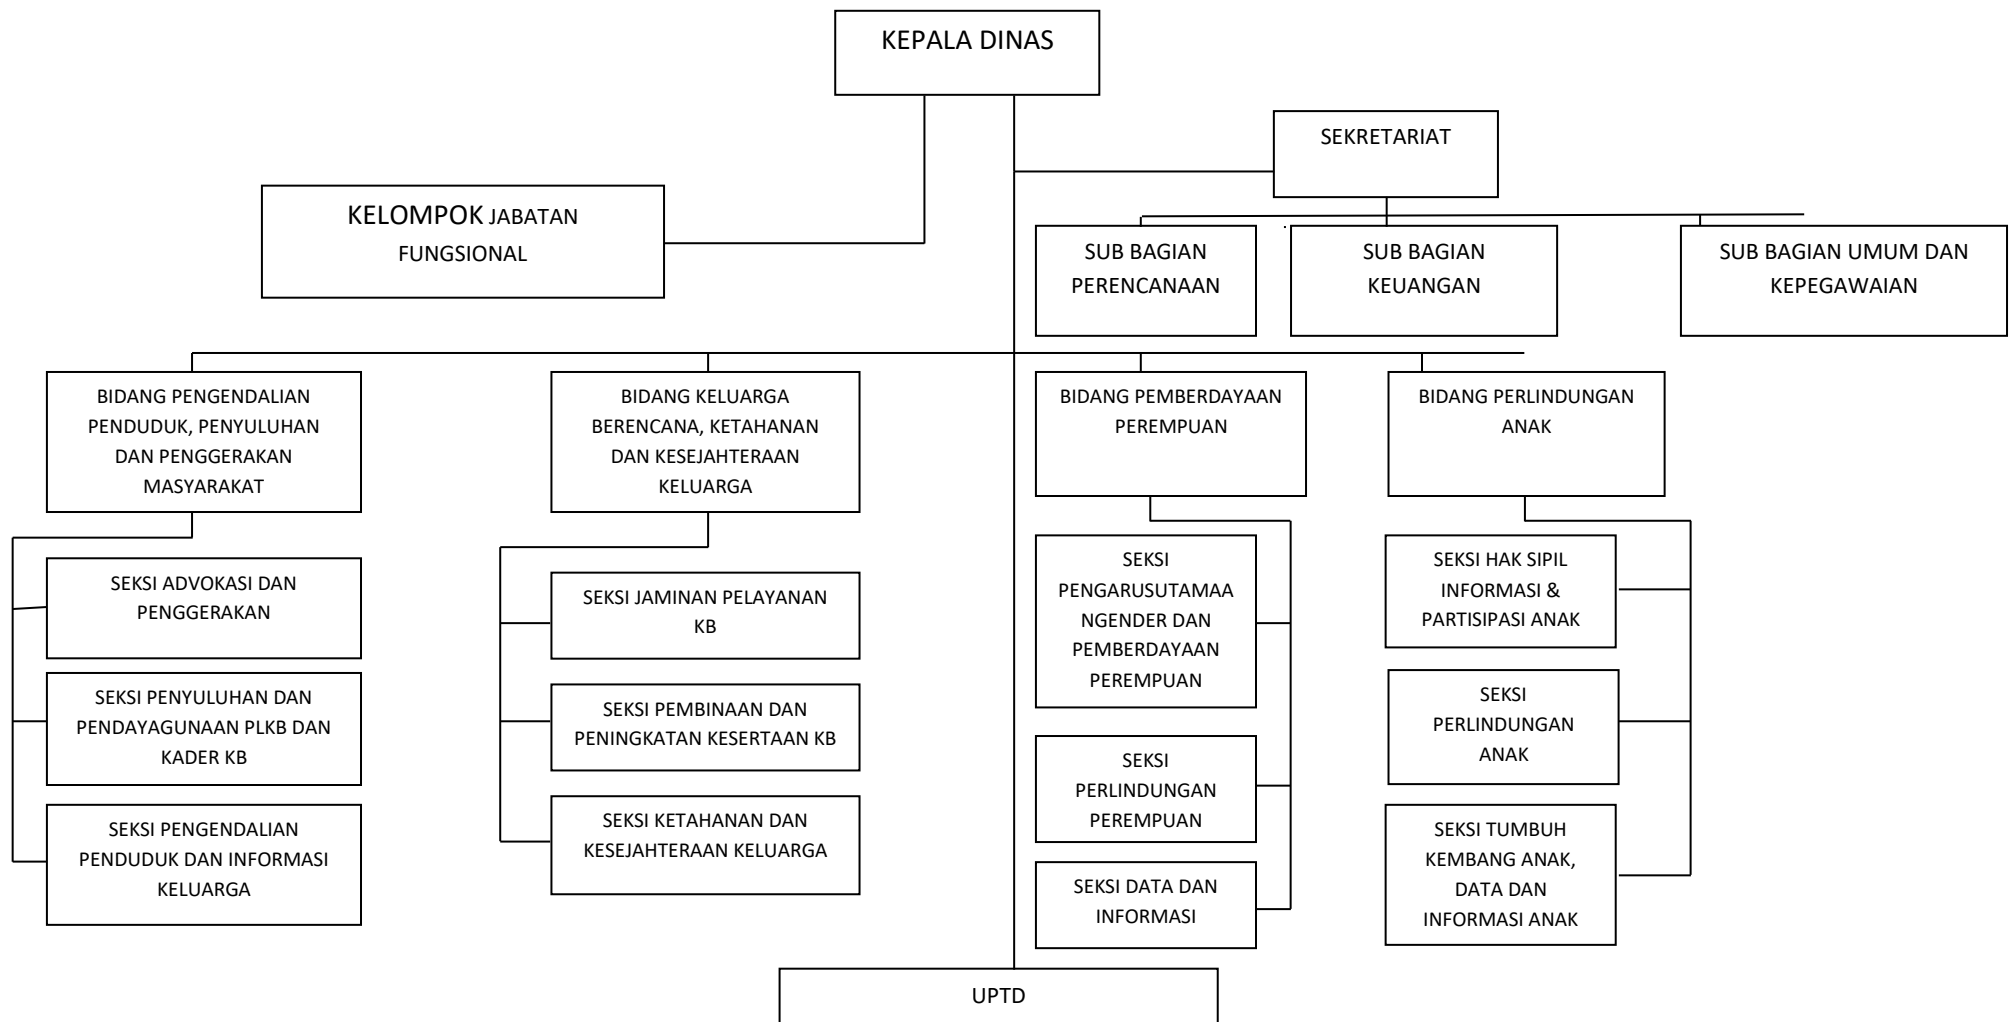 KEPALA DINAS
SEKRETARIAT
KELOMPOK JABATAN
FUNGSIONAL
SUB BAGIAN
PERENCANAAN
SUB BAGIAN
KEUANGAN
SUB BAGIAN UMUM DAN
KEPEGAWAIAN
BIDANG PENGENDALIAN
PENDUDUK, PENYULUHAN
DAN PENGGERAKAN
MASYARAKAT
BIDANG KELUARGA
BERENCANA, KETAHANAN
DAN KESEJAHTERAAN
KELUARGA
BIDANG PEMBERDAYAAN
PEREMPUAN
BIDANG PERLINDUNGAN
ANAK
SEKSI ADVOKASI DAN
PENGGERAKAN
SEKSI PENYULUHAN DAN
PENDAYAGUNAAN PLKB DAN
KADER KB
SEKSI PENGENDALIAN
PENDUDUK DAN INFORMASI
KELUARGA
SEKSI JAMINAN PELAYANAN
KB
SEKSI PEMBINAAN DAN
PENINGKATAN KESERTAAN KB
SEKSI KETAHANAN DAN
KESEJAHTERAAN KELUARGA
SEKSI
PENGARUSUTAMAA
NGENDER DAN
PEMBERDAYAAN
PEREMPUAN
SEKSI
PERLINDUNGAN
PEREMPUAN
SEKSI DATA DAN
INFORMASI
SEKSI HAK SIPIL
INFORMASI &
PARTISIPASI ANAK
SEKSI
PERLINDUNGAN
ANAK
SEKSI TUMBUH
KEMBANG ANAK,
DATA DAN
INFORMASI ANAK
UPTD